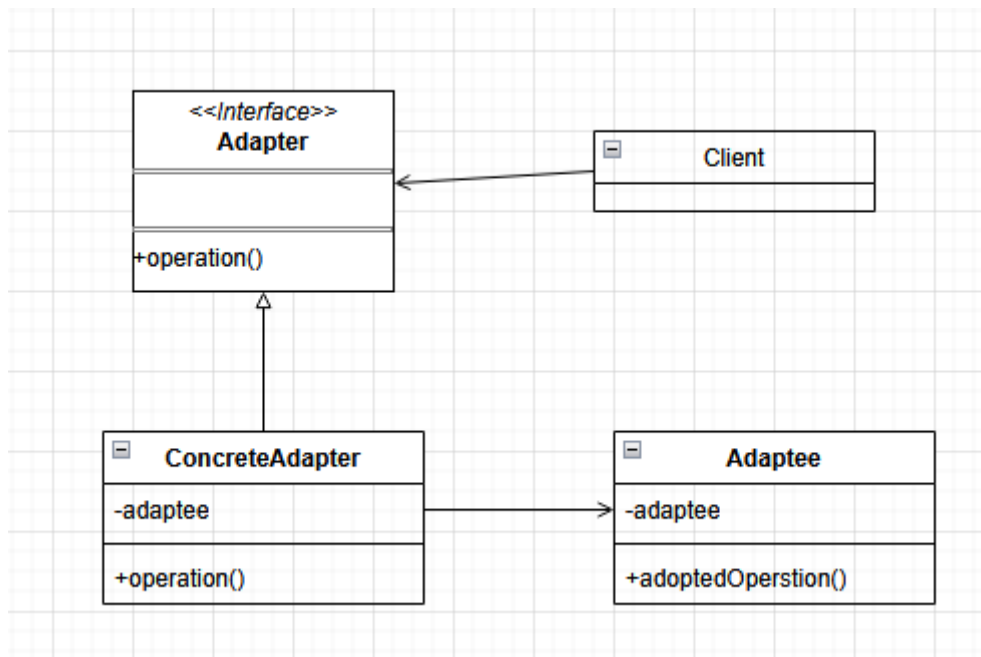 <<Interface>>
Adapter
+operation()
Client
ConcreteAdapter
-adaptee
+operation()
Adaptee
-adaptee
+adoptedOperstion()